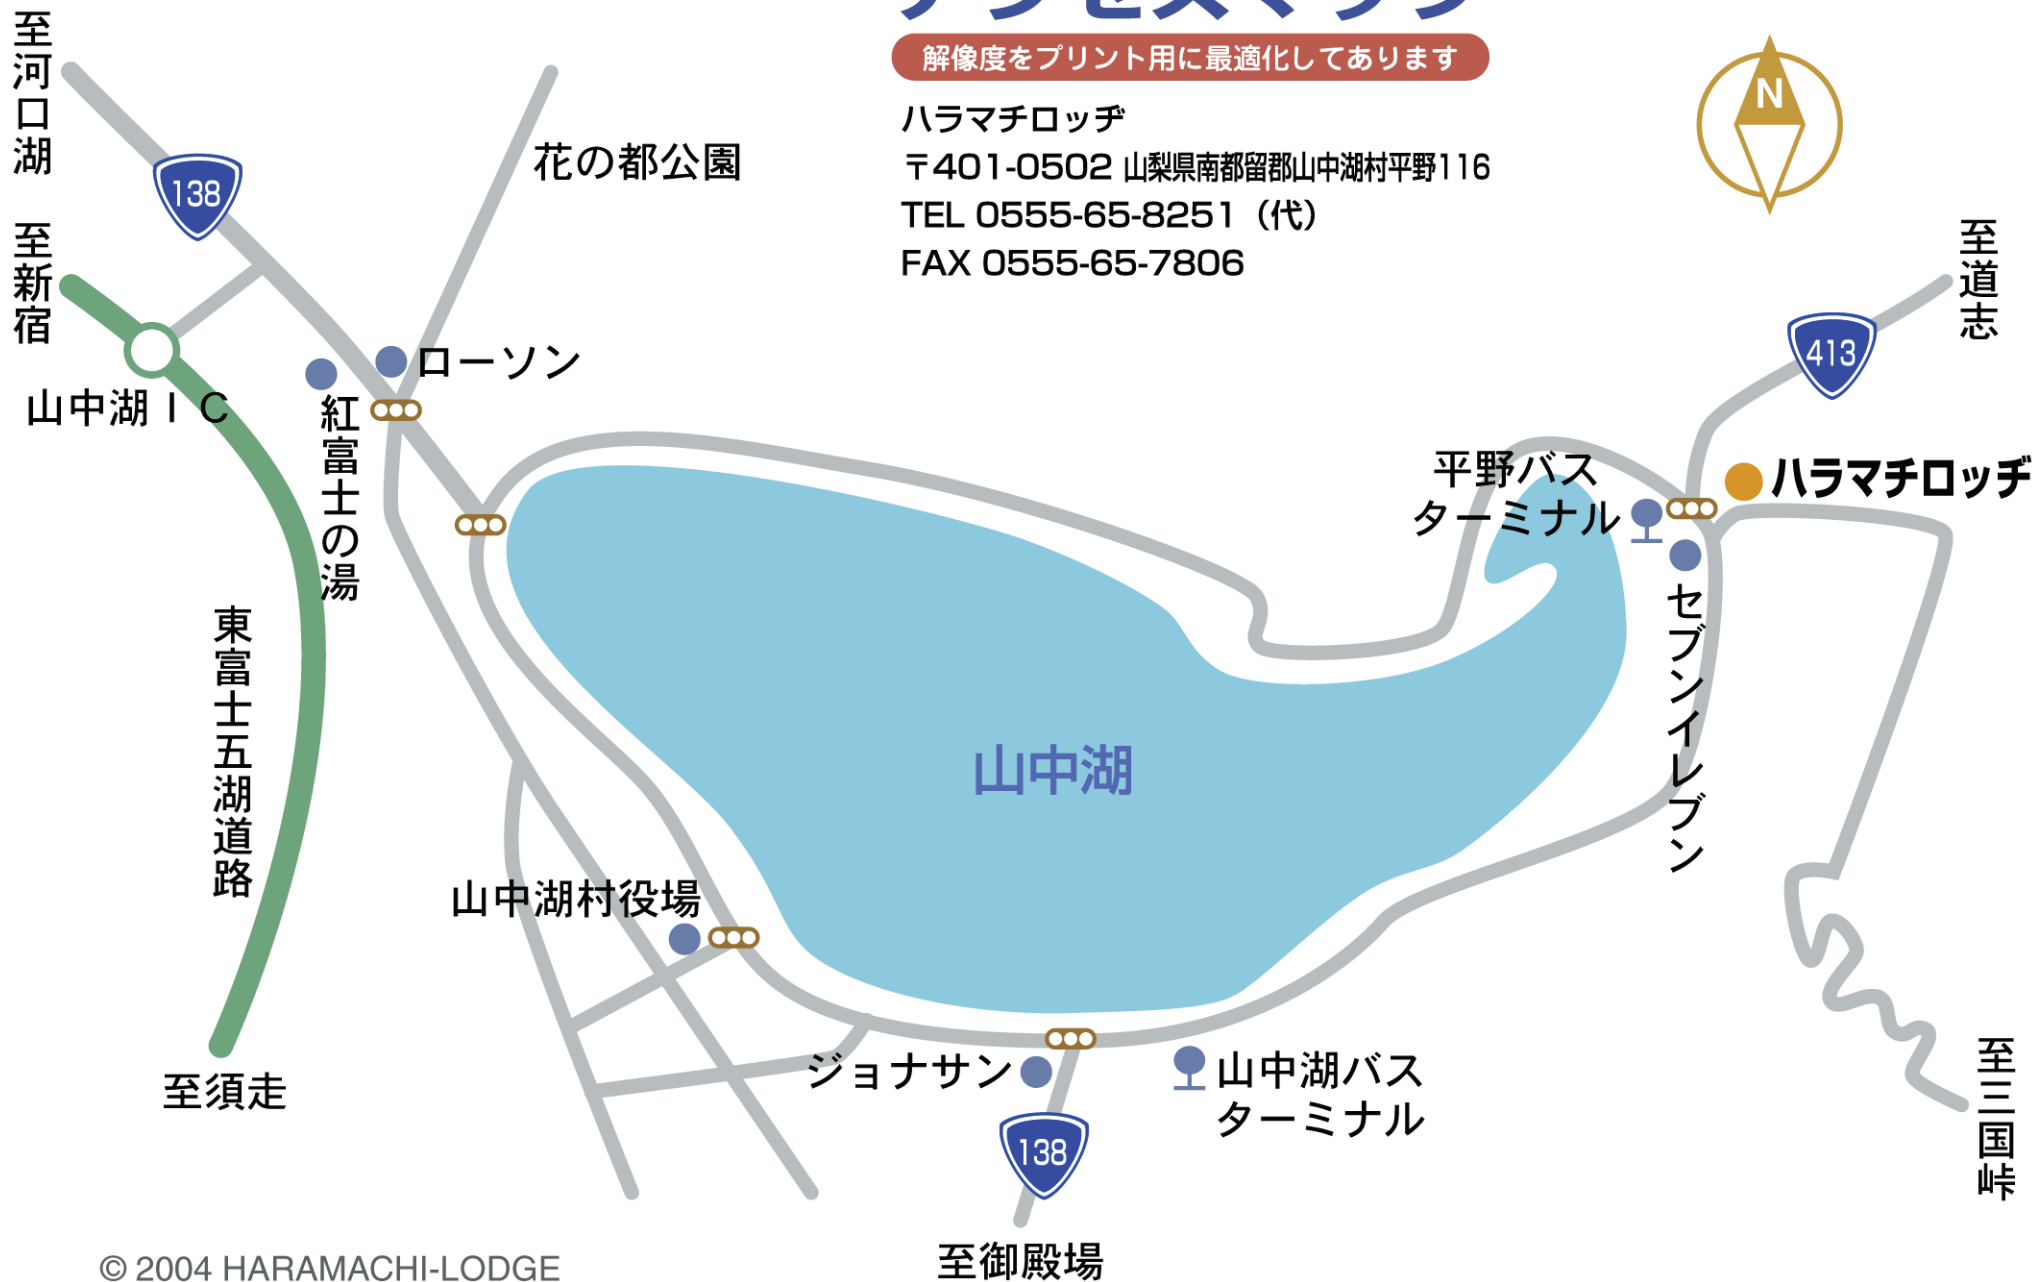 アクセスマップ
解像度をプリント用に最適化してあります
ハラマチロッヂ
〒401-0502 山梨県南都留郡山中湖村平野116
TEL 0555-65-8251（代）
FAX 0555-65-7806
N
至河口湖
138
花の都公園
至新宿
山中湖ＩＣ
ローソン
紅富士の湯
東富士五湖道路
至須走
至道志
413
平野バス
ターミナル
ハラマチロッヂ
セブンイレブン
山中湖
山中湖村役場
ジョナサン
山中湖バス
ターミナル
138
至御殿場
至三国峠
© 2004 HARAMACHI-LODGE